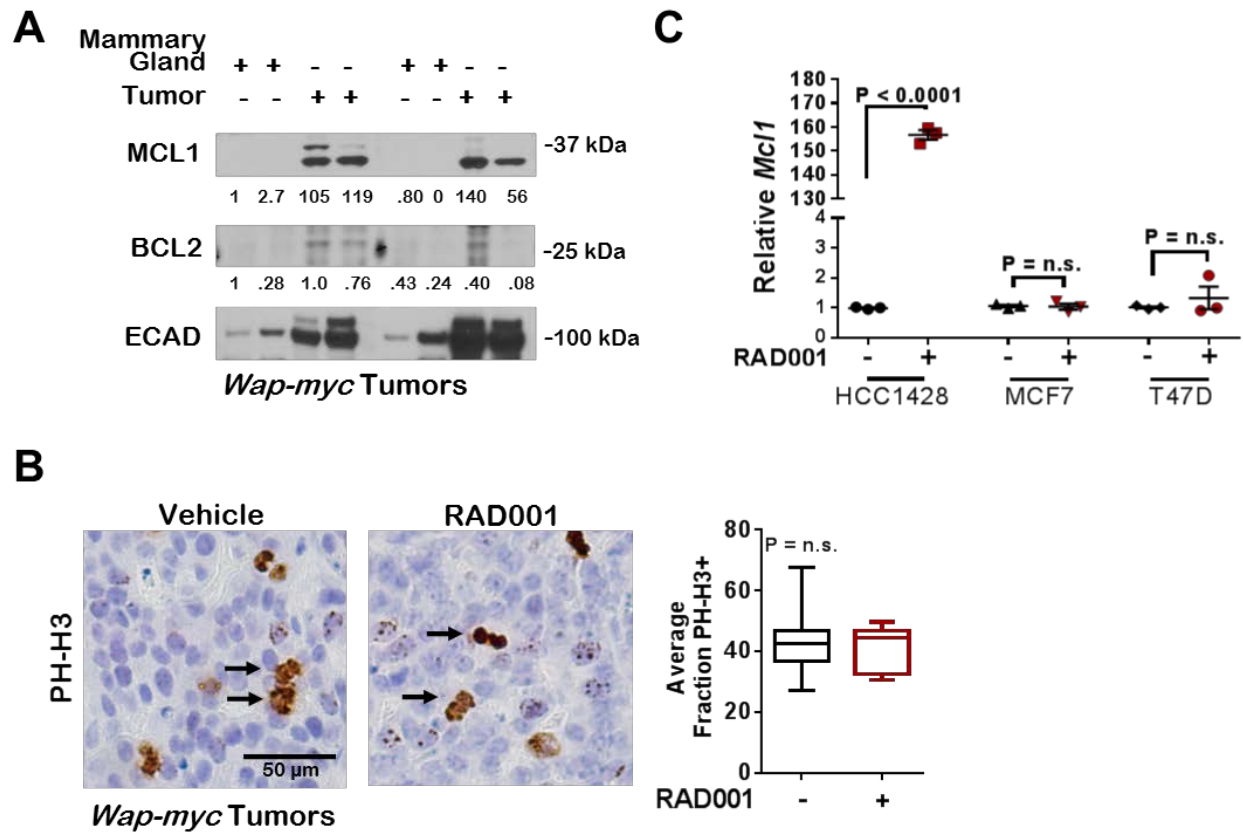 A
Mammary
Gland + + - - + + - -
Tumor - - + + - - + +
MCL1
-37 kDa
1 2.7 105 119 .80 0 140 56
BCL2
-25 kDa
1 .28 1.0 .76 .43 .24 .40 .08
ECAD
-100 kDa
Wap-myc Tumors
C
Relative Mcl1
180
170
160
150
140
130
4
3
2
1
0
P < 0.0001
P = n.s.
P = n.s.
RAD001 - + - + - +
HCC1428 MCF7 T47D
B
Vehicle RAD001
PH-H3
50 µm
Wap-myc Tumors
Average
Fraction PH-H3+
80
60
40
20
0
P = n.s.
RAD001 - +